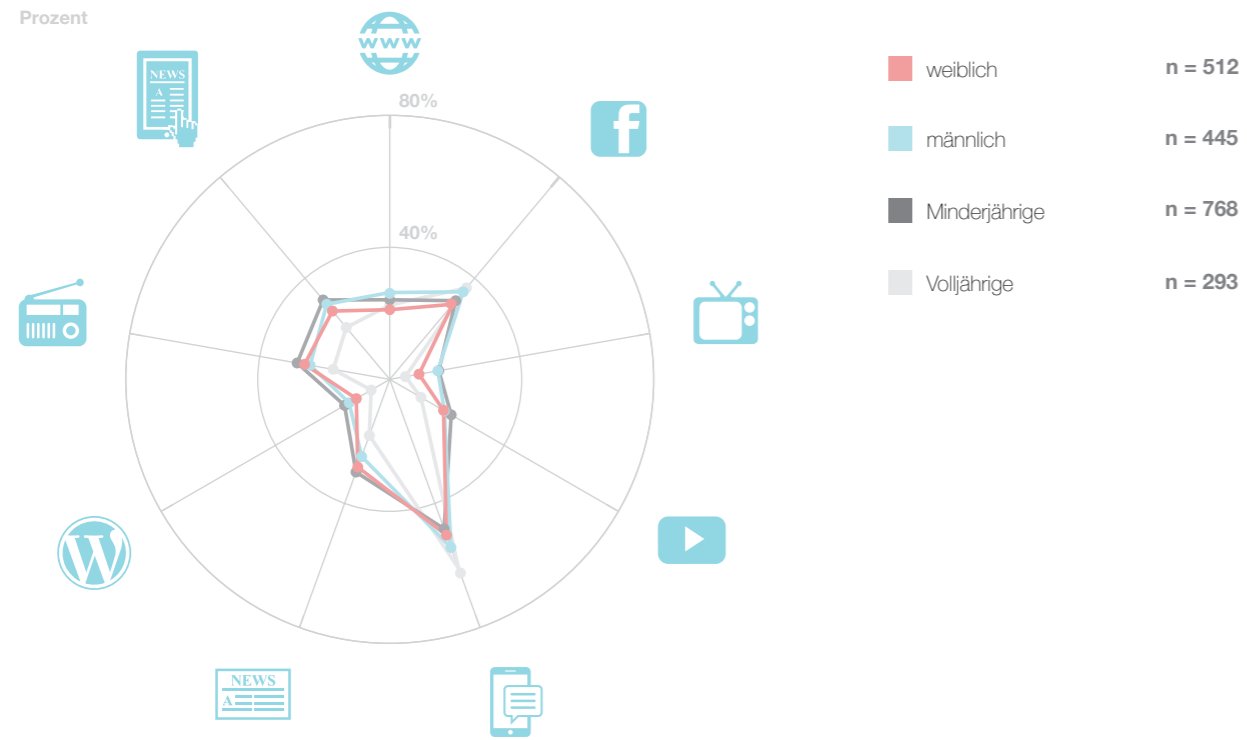 Prozent
www
NEWS
A
f
80%
40%
W
NEWS
A
weiblich n = 512
männlich n = 445
Minderjährige n = 768
Volljährige n = 293